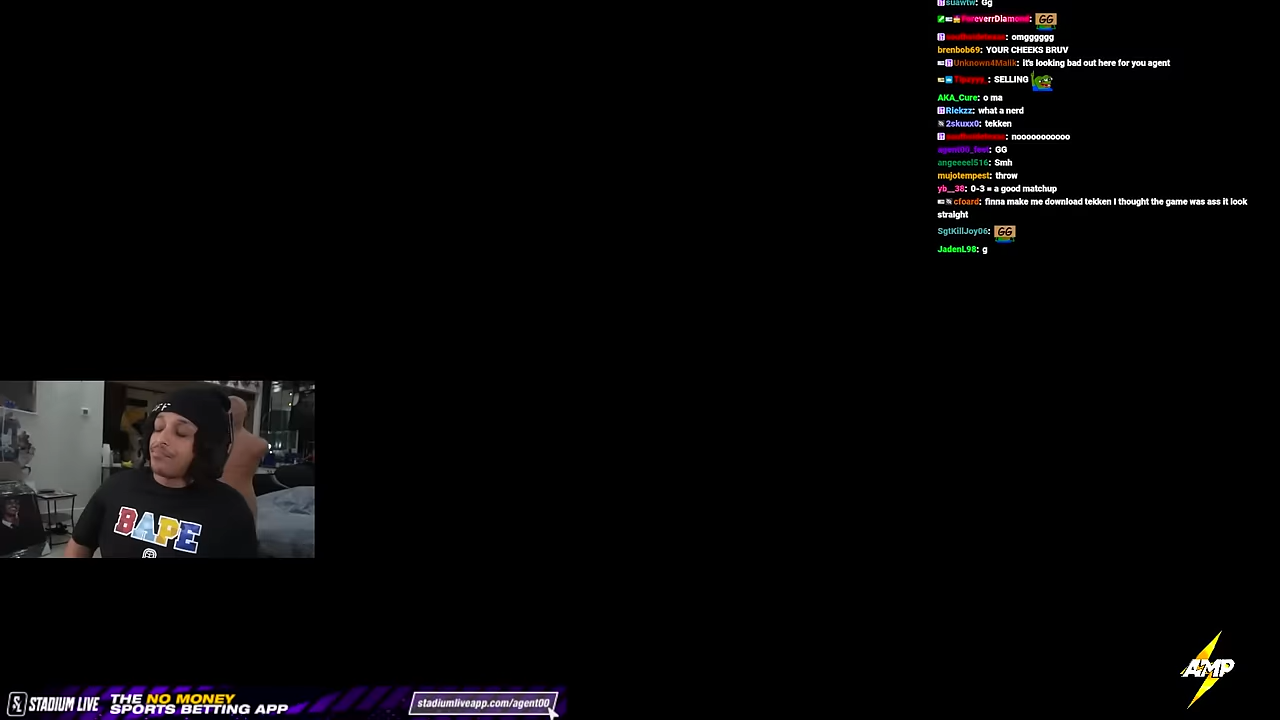 suawtw: Gg
GG
: omgggggg
brenbob69: YOUR CHEEKS BRUV
Unknown4Malik: it's looking bad out here for you agent
: SELLING
AKA_Cure: o ma
Riekzz: what a nerd
2skuxx0: tekken
: nooooooooooo
: GG
angeeeel516: Smh
mujotempest: throw
yb__38: 0-3 = a good matchup
cfoard: finna make me download tekken I thought the game was ass it look
straight
SgtKillJoy06: GG
JadenL98: g
BAPE
STADIUM LIVE
THE NO MONEY
SPORTS BETTING APP
stadiumliveapp.com/agent00
AMP